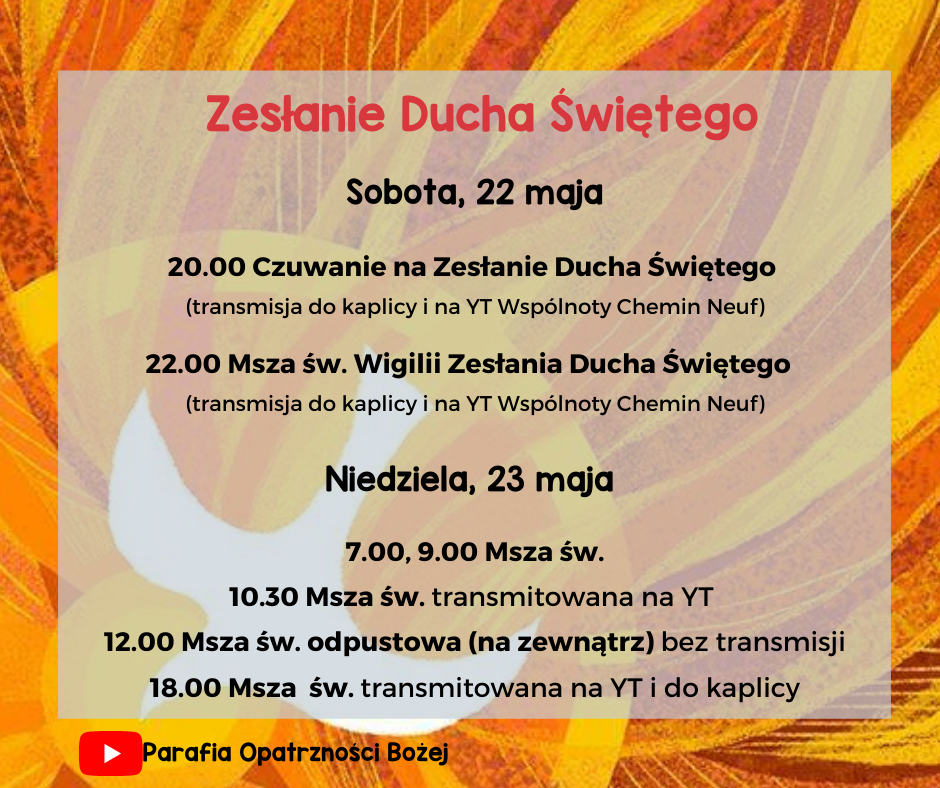 Zesłanie Ducha Świętego
Sobota, 22 maja
20.00 Czuwanie na Zesłanie Ducha Świętego
(transmisja do kaplicy i na YT Wspólnoty Chemin Neuf)
22.00 Msza św. Wigilii Zesłania Ducha Świętego
(transmisja do kaplicy i na YT Wspólnoty Chemin Neuf)
Niedziela, 23 maja
7.00, 9.00 Msza św.
10.30 Msza św. transmitowana na YT
12.00 Msza św. odpustowa (na zewnątrz) bez transmisji
18.00 Msza św. transmitowana na YT i do kaplicy
Parafia Opatrzności Bożej